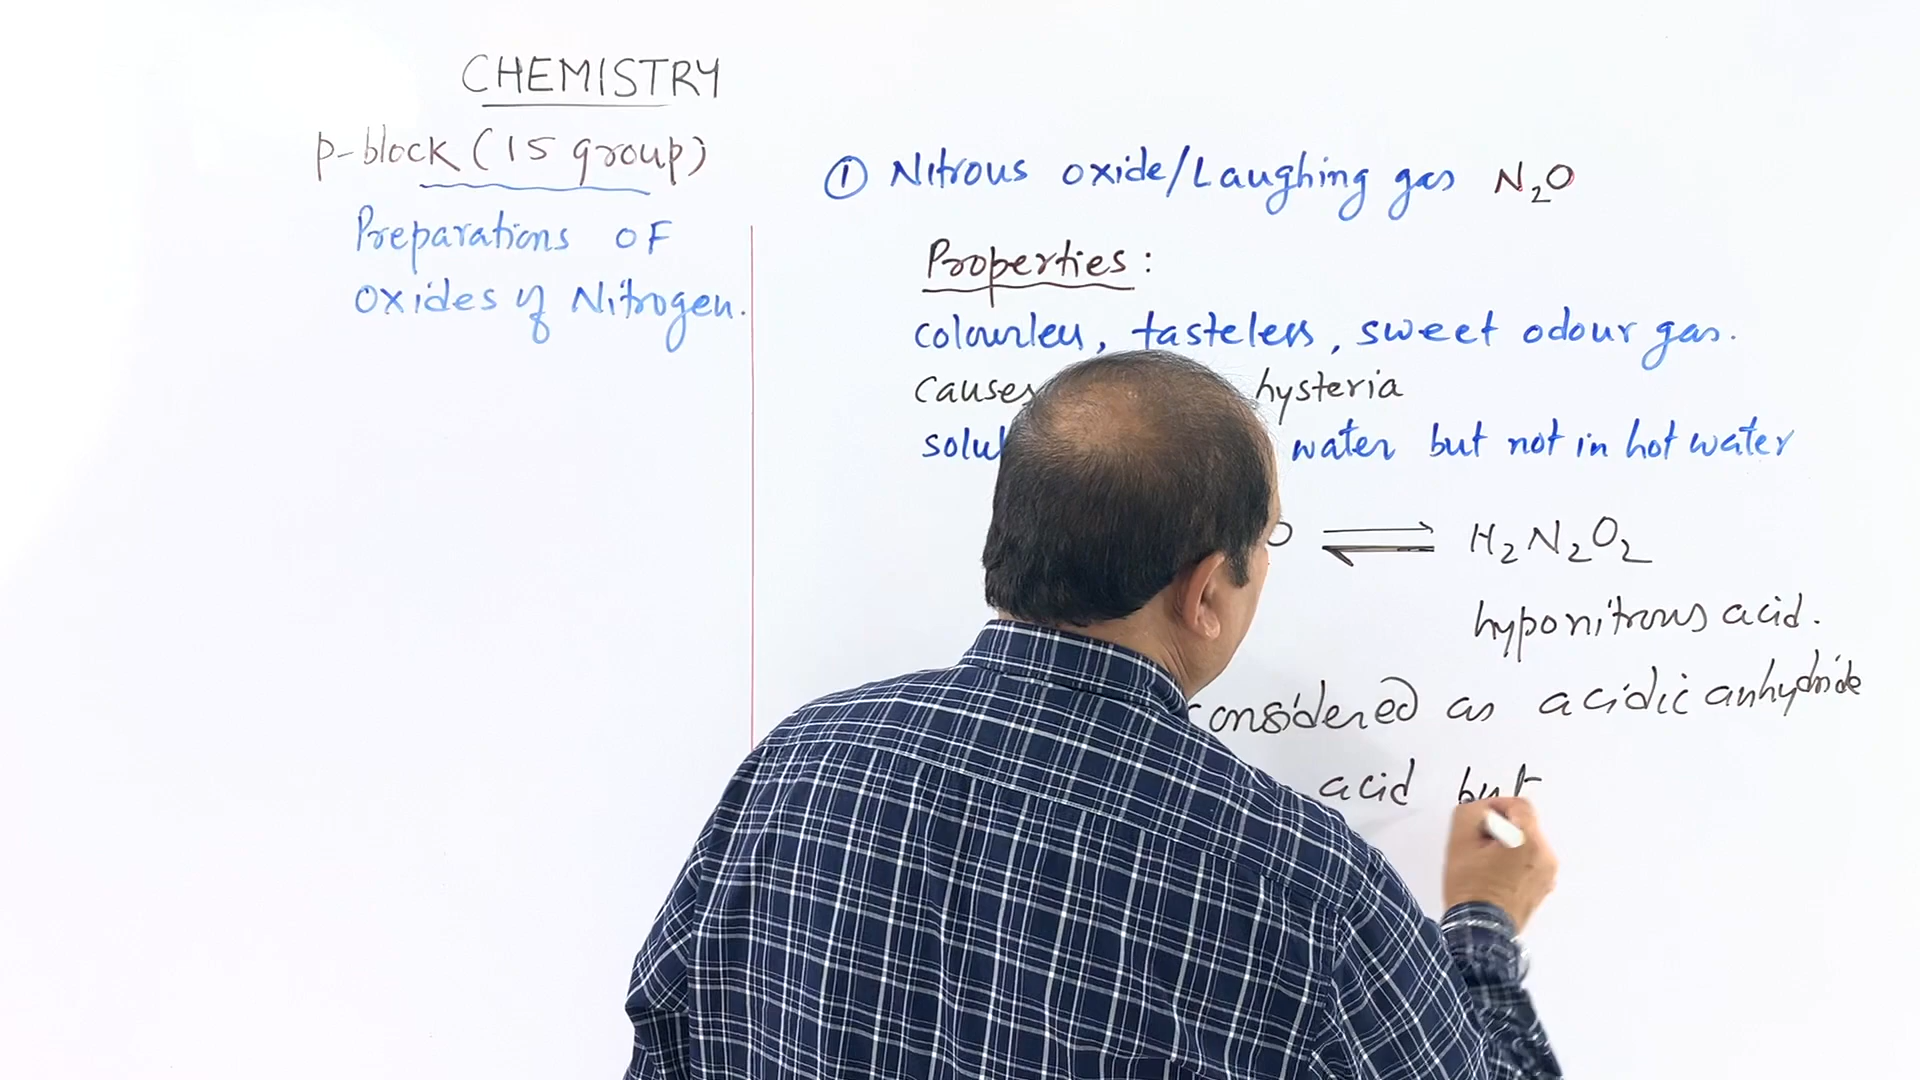 CHEMISTRY
p-block (15 group)
Preparations of
oxides of Nitrogen.
① Nitrous oxide/Laughing gas N₂O
Properties:
colourless, tasteless, sweet odour gas.
causes hysteria
water but not in hot water
O ⇌ H₂N₂O₂
hyponitrous acid.
considered as acidic anhydride
acid but